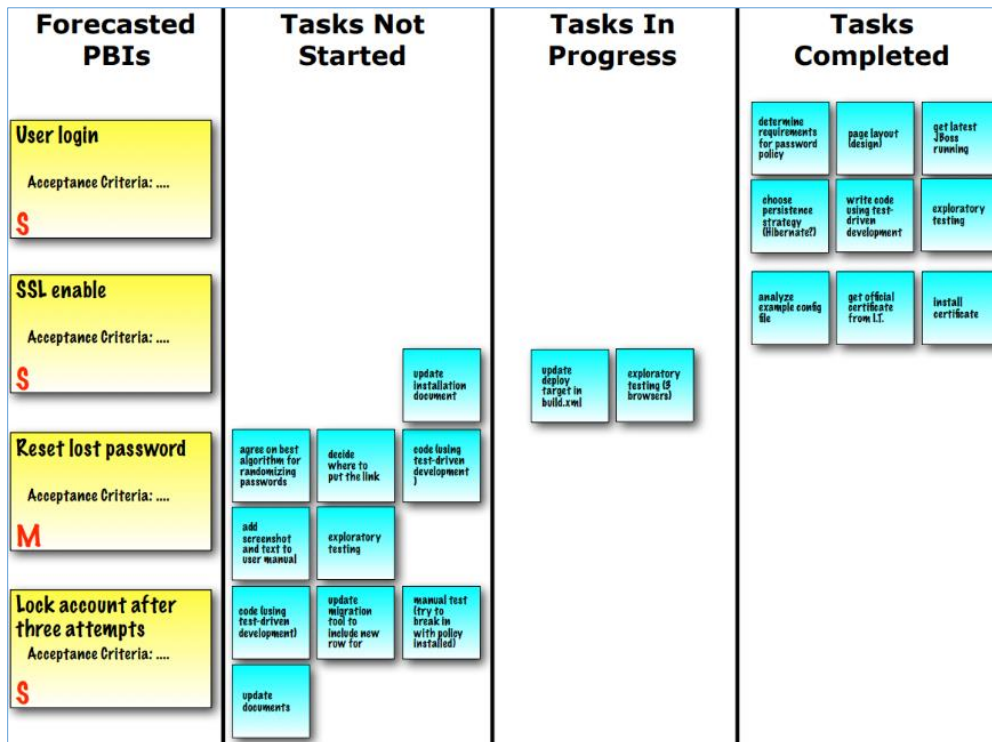 Forecasted
PBIs
Tasks Not
Started
Tasks In
Progress
Tasks
Completed
User login
Acceptance Criteria: ....
S
determine
requirements
for password
policy
page layout
(design)
get latest
JBoss
running
choose
persistence
strategy
(Hibernate?)
write code
using test-
driven
development
exploratory
testing
SSL enable
Acceptance Criteria: ....
S
update
installation
document
update
deploy
target in
build.xml
exploratory
testing (3
browsers)
analyze
example config
file
get official
certificate
from I.T.
install
certificate
Reset lost password
Acceptance Criteria: ....
M
agree on best
algorithm for
randomizing
passwords
decide
where to
put the link
code (using
test-driven
development
)
add
screenshot
and text to
user manual
exploratory
testing
Lock account after
three attempts
Acceptance Criteria: ....
S
code (using
test-driven
development)
update
migration
tool to
include new
row for
manual test
(try to
break in
with policy
installed)
update
documents